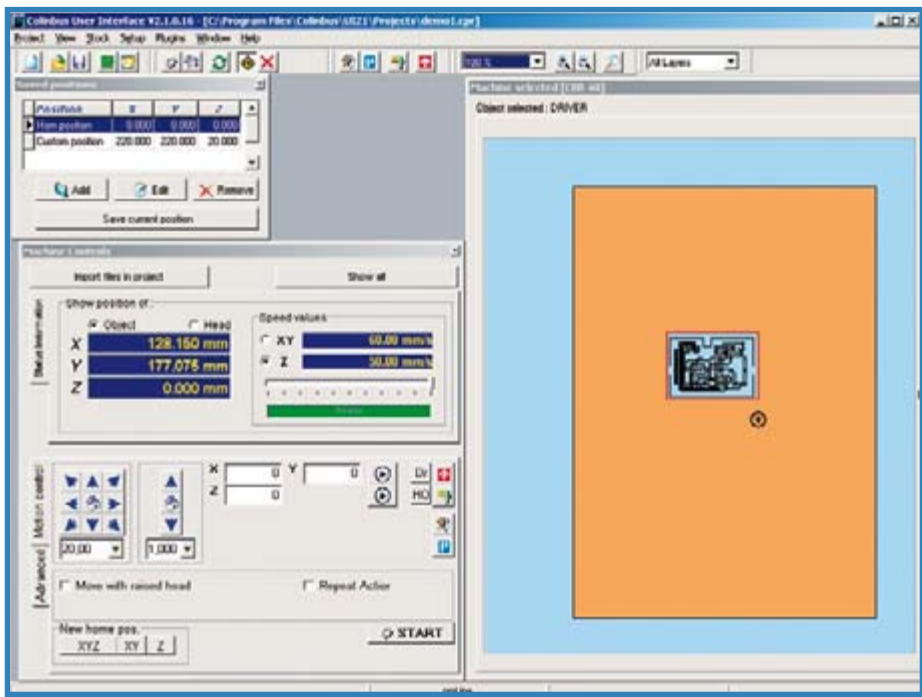 Colinbus User Interface V2.1.0.16 - [C:\Program Files\Colinbus\UI21\Projects\demo1.cpr]
Project View Stock Setup Plugins Window Help
100 % All Layers
Saved positions
Position X Y Z
Hom position 0.000 0.000 0.000
Custom position 220.000 220.000 20.000
Add Edit Remove
Save current position
Machine selected
Object selected : DRIVER
Machine Controls
Import files in project Show all
Status Information
Show position of :
Object Head
X 128.150 mm
Y 177.075 mm
Z 0.000 mm
Speed values
XY 60.00 mm/s
Z 50.00 mm/s
Advanced Motion control
X 0 Y 0
Z 0
20,00 1,000
Move with raised head Repeat Action
New home pos.
XYZ XY Z
START